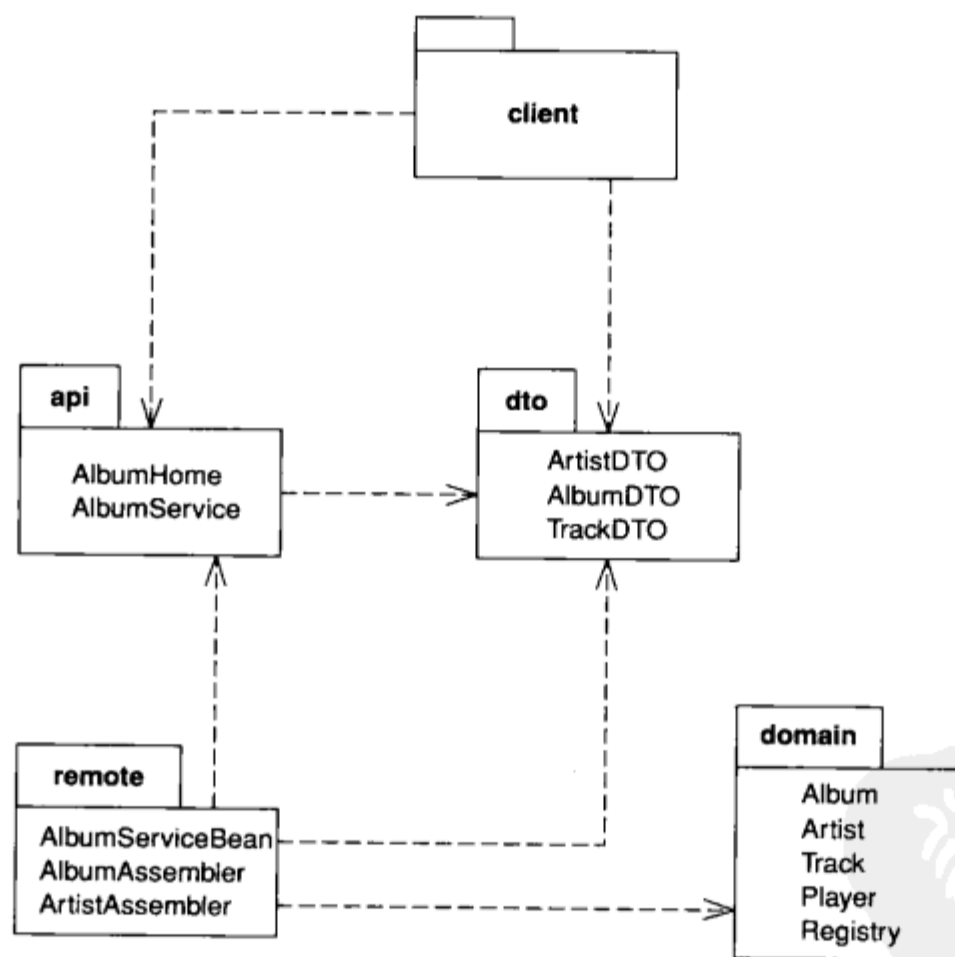 client
api
AlbumHome
AlbumService
dto
ArtistDTO
AlbumDTO
TrackDTO
remote
AlbumServiceBean
AlbumAssembler
ArtistAssembler
domain
Album
Artist
Track
Player
Registry